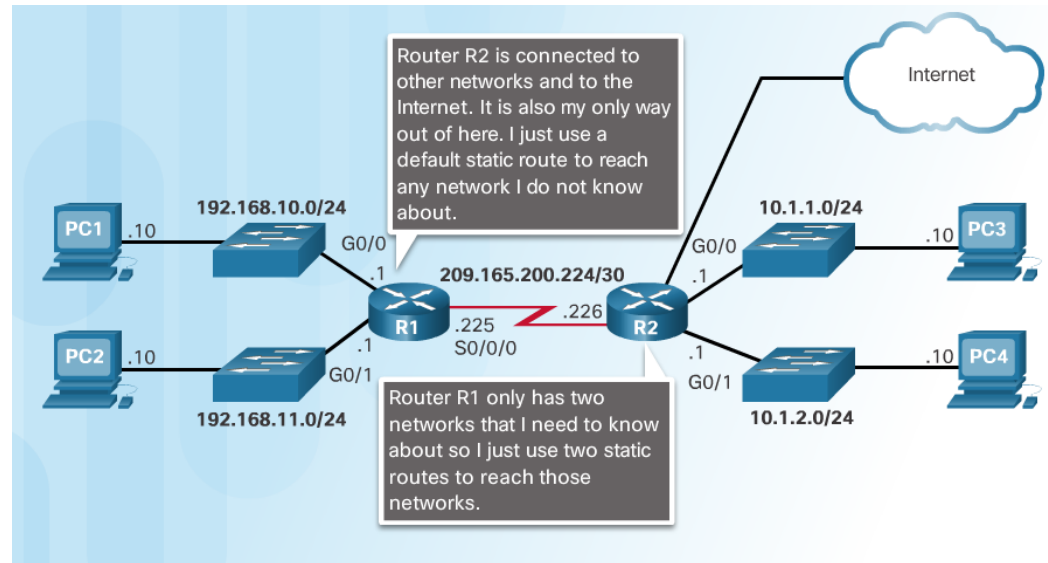 Router R2 is connected to
other networks and to the
Internet. It is also my only way
out of here. I just use a
default static route to reach
any network I do not know
about.
Internet
192.168.10.0/24
10.1.1.0/24
PC1
.10
G0/0
.1
209.165.200.224/30
G0/0
.1
.10
PC3
R1
.225
S0/0/0
.226
R2
PC2
.10
.1
G0/1
192.168.11.0/24
.1
G0/1
10.1.2.0/24
.10
PC4
Router R1 only has two
networks that I need to know
about so I just use two static
routes to reach those
networks.